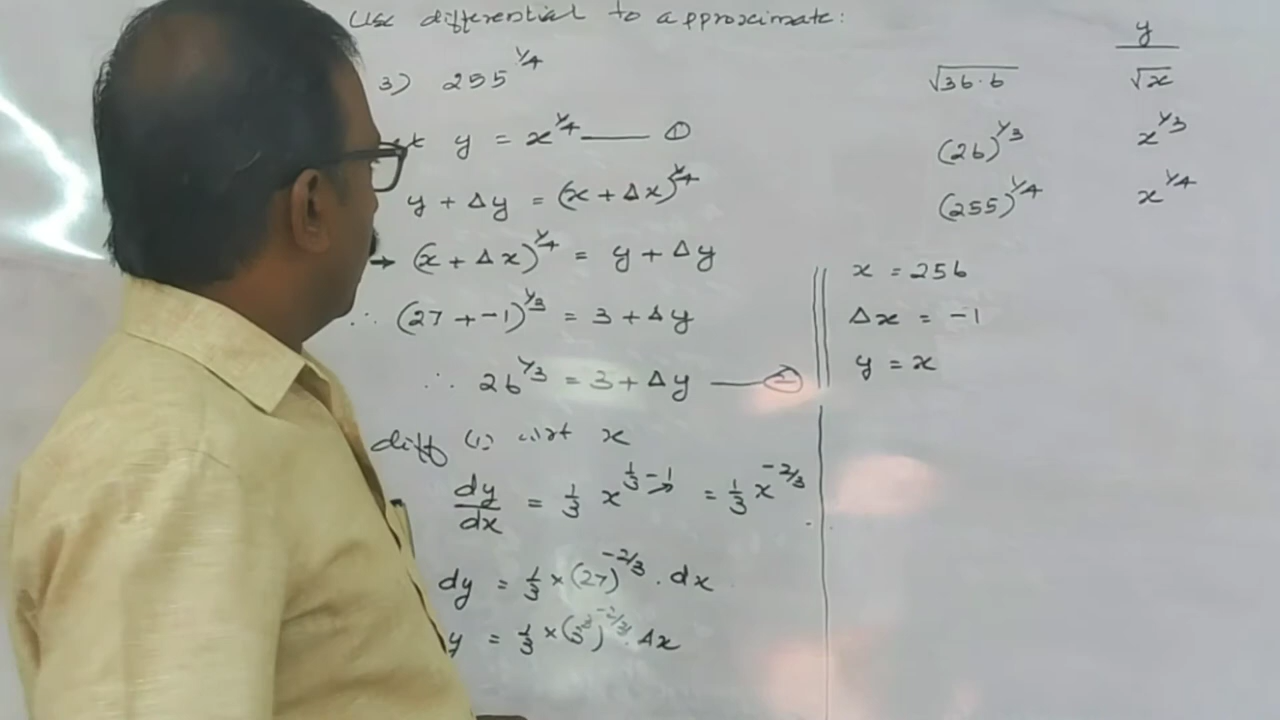 Use differential to approximate:
3) 255^1/4
y = x^1/4 —— ①
y + Δy = (x + Δx)^1/4
→ (x + Δx)^1/4 = y + Δy
∴ (27 + -1)^1/3 = 3 + Δy
∴ 26^1/3 = 3 + Δy —— ②
diff (1) w.r.t x
dy/dx = 1/3 x^1/3-1 = 1/3 x^-2/3
dy = 1/3 × (27)^-2/3 . dx
y = 1/3 × (3^3)^-2/3 . Δx
y
√36.6 √x
(26)^1/3 x^1/3
(255)^1/4 x^1/4
x = 256
Δx = -1
y = x